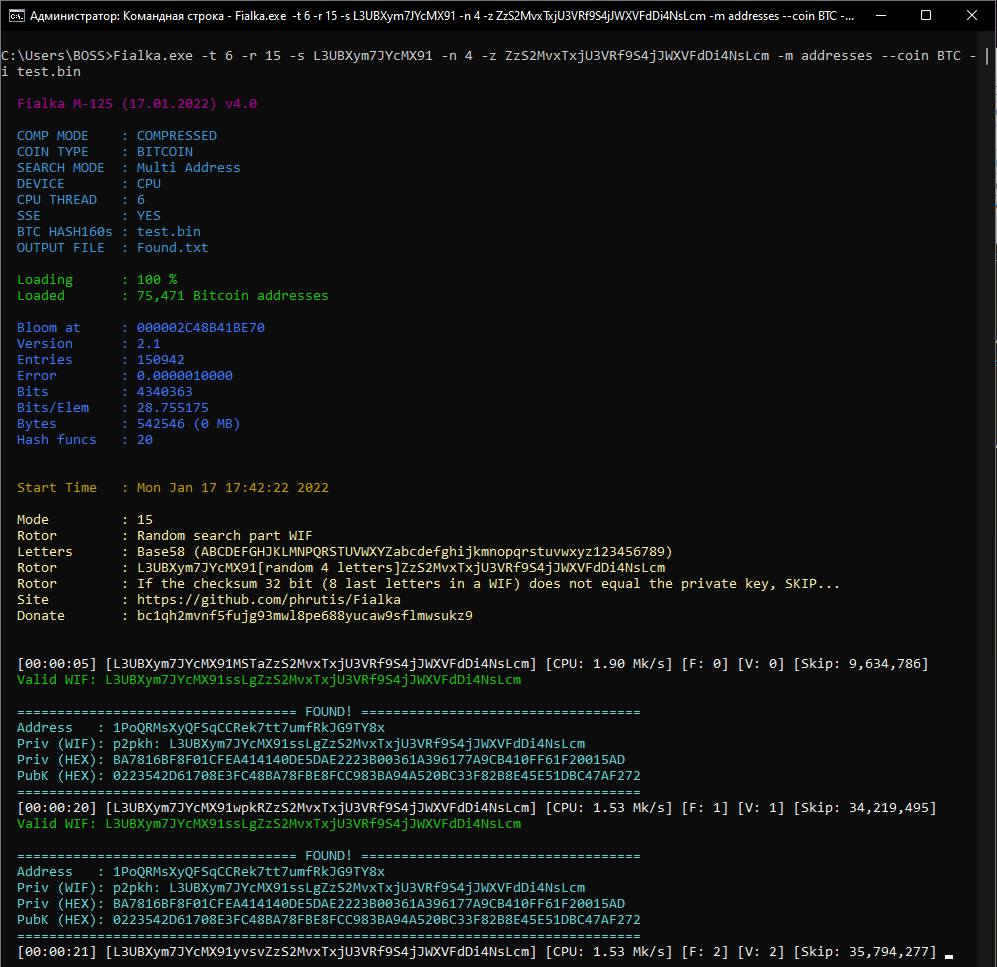 Администратор: Командная строка - Fialka.exe -t 6 -r 15 -s L3UBXym7JYcMX91 -n 4 -z ZzS2MvxTxjU3VRf9S4jJWXVFdDi4NsLcm -m addresses --coin BTC -...
C:\Users\BOSS>Fialka.exe -t 6 -r 15 -s L3UBXym7JYcMX91 -n 4 -z ZzS2MvxTxjU3VRf9S4jJWXVFdDi4NsLcm -m addresses --coin BTC -
i test.bin
Fialka M-125 (17.01.2022) v4.0
COMP MODE : COMPRESSED
COIN TYPE : BITCOIN
SEARCH MODE : Multi Address
DEVICE : CPU
CPU THREAD : 6
SSE : YES
BTC HASH160s : test.bin
OUTPUT FILE : Found.txt
Loading : 100 %
Loaded : 75,471 Bitcoin addresses
Bloom at : 000002C48B41BE70
Version : 2.1
Entries : 150942
Error : 0.0000010000
Bits : 4340363
Bits/Elem : 28.755175
Bytes : 542546 (0 MB)
Hash funcs : 20
Start Time : Mon Jan 17 17:42:22 2022
Mode : 15
Rotor : Random search part WIF
Letters : Base58 (ABCDEFGHJKLMNPQRSTUVWXYZabcdefghijkmnopqrstuvwxyz123456789)
Rotor : L3UBXym7JYcMX91[random 4 letters]ZzS2MvxTxjU3VRf9S4jJWXVFdDi4NsLcm
Rotor : If the checksum 32 bit (8 last letters in a WIF) does not equal the private key, SKIP...
Site : https://github.com/phrutis/Fialka
Donate : bc1qh2mvnf5fujg93mwl8pe688yucaw9sflmwsukz9
[00:00:05] [L3UBXym7JYcMX91MSTaZzS2MvxTxjU3VRf9S4jJWXVFdDi4NsLcm] [CPU: 1.90 Mk/s] [F: 0] [V: 0] [Skip: 9,634,786]
Valid WIF: L3UBXym7JYcMX91ssLgZzS2MvxTxjU3VRf9S4jJWXVFdDi4NsLcm
=================================== FOUND! ===================================
Address : 1PoQRMsXyQFSqCCRek7tt7umfRkJG9TY8x
Priv (WIF): p2pkh: L3UBXym7JYcMX91ssLgZzS2MvxTxjU3VRf9S4jJWXVFdDi4NsLcm
Priv (HEX): BA7816BF8F01CFEA414140DE5DAE2223B00361A396177A9CB410FF61F20015AD
PubK (HEX): 0223542D61708E3FC48BA78FBE8FCC983BA94A520BC33F82B8E45E51DBC47AF272
==============================================================================
[00:00:20] [L3UBXym7JYcMX91wpkRZzS2MvxTxjU3VRf9S4jJWXVFdDi4NsLcm] [CPU: 1.53 Mk/s] [F: 1] [V: 1] [Skip: 34,219,495]
Valid WIF: L3UBXym7JYcMX91ssLgZzS2MvxTxjU3VRf9S4jJWXVFdDi4NsLcm
=================================== FOUND! ===================================
Address : 1PoQRMsXyQFSqCCRek7tt7umfRkJG9TY8x
Priv (WIF): p2pkh: L3UBXym7JYcMX91ssLgZzS2MvxTxjU3VRf9S4jJWXVFdDi4NsLcm
Priv (HEX): BA7816BF8F01CFEA414140DE5DAE2223B00361A396177A9CB410FF61F20015AD
PubK (HEX): 0223542D61708E3FC48BA78FBE8FCC983BA94A520BC33F82B8E45E51DBC47AF272
==============================================================================
[00:00:21] [L3UBXym7JYcMX91yvsvZzS2MvxTxjU3VRf9S4jJWXVFdDi4NsLcm] [CPU: 1.53 Mk/s] [F: 2] [V: 2] [Skip: 35,794,277]